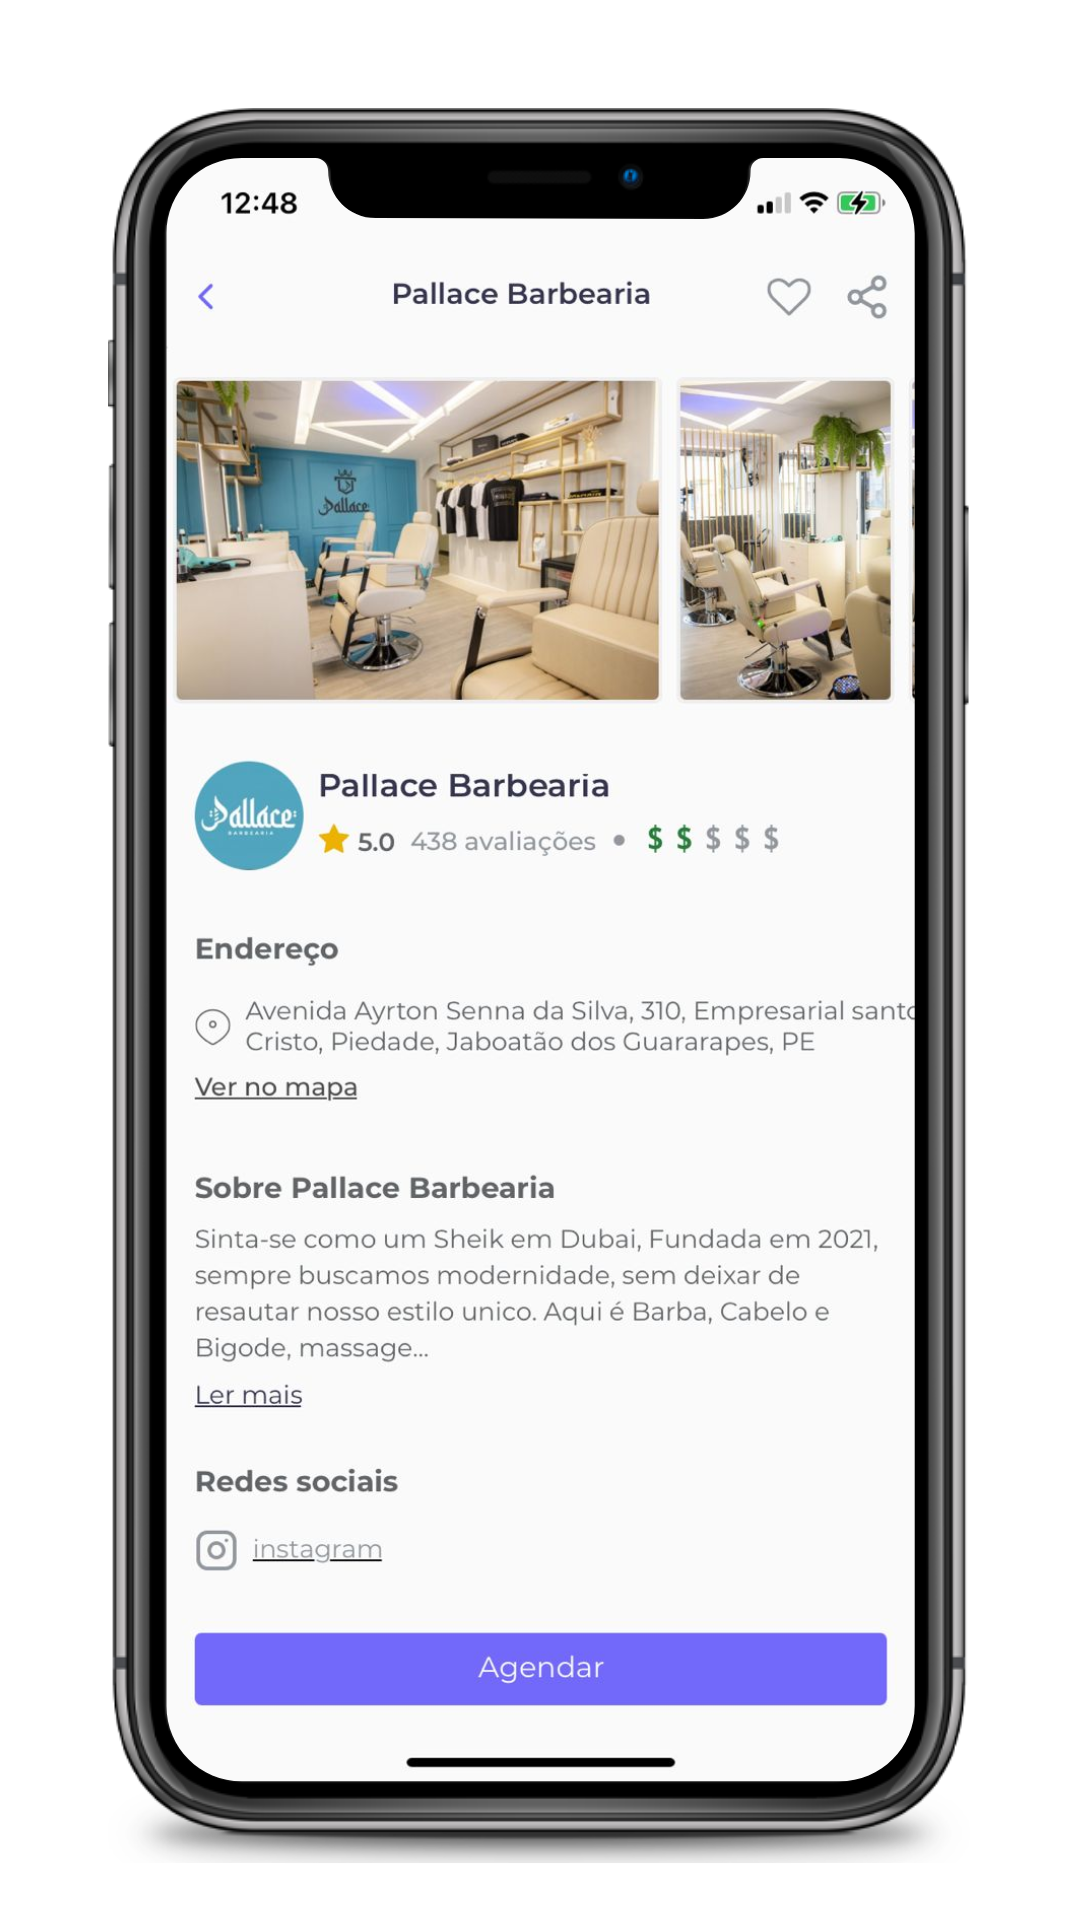 12:48
Pallace Barbearia
Pallace
Pallace
BARBEARIA
Pallace Barbearia
5.0 438 avaliações • $ $ $ $ $
Endereço
Avenida Ayrton Senna da Silva, 310, Empresarial santo
Cristo, Piedade, Jaboatão dos Guararapes, PE
Ver no mapa
Sobre Pallace Barbearia
Sinta-se como um Sheik em Dubai, Fundada em 2021,
sempre buscamos modernidade, sem deixar de
resautar nosso estilo unico. Aqui é Barba, Cabelo e
Bigode, massage...
Ler mais
Redes sociais
instagram
Agendar